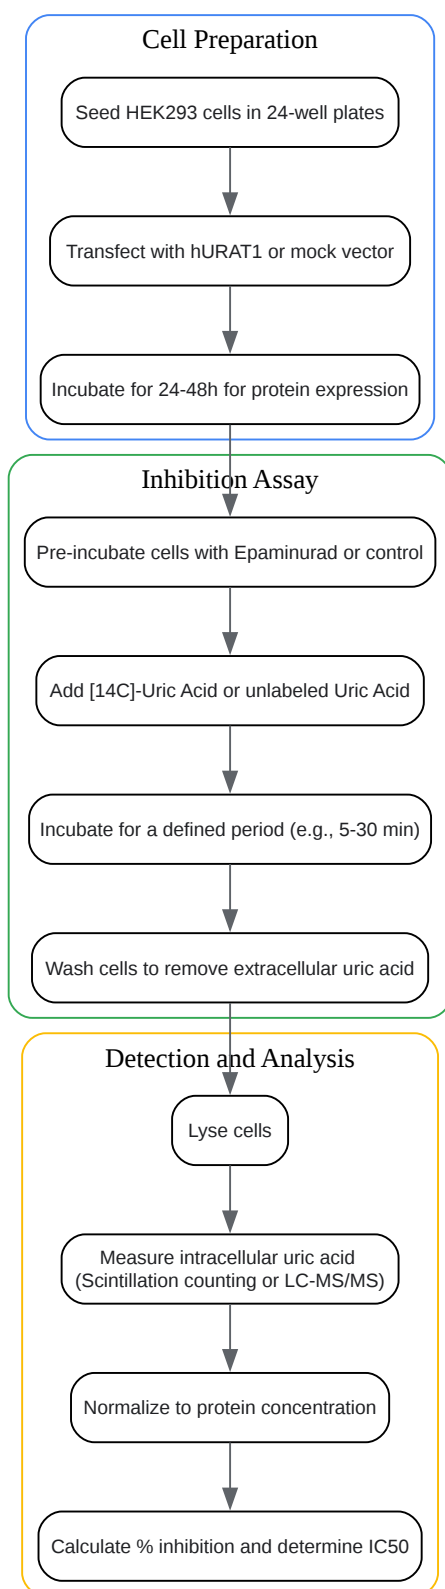 Cell Preparation
Seed HEK293 cells in 24-well plates
Transfect with hURAT1 or mock vector
Incubate for 24-48h for protein expression
Inhibition Assay
Pre-incubate cells with Epaminurad or control
Add [14C]-Uric Acid or unlabeled Uric Acid
Incubate for a defined period (e.g., 5-30 min)
Wash cells to remove extracellular uric acid
Detection and Analysis
Lyse cells
Measure intracellular uric acid
(Scintillation counting or LC-MS/MS)
Normalize to protein concentration
Calculate % inhibition and determine IC50